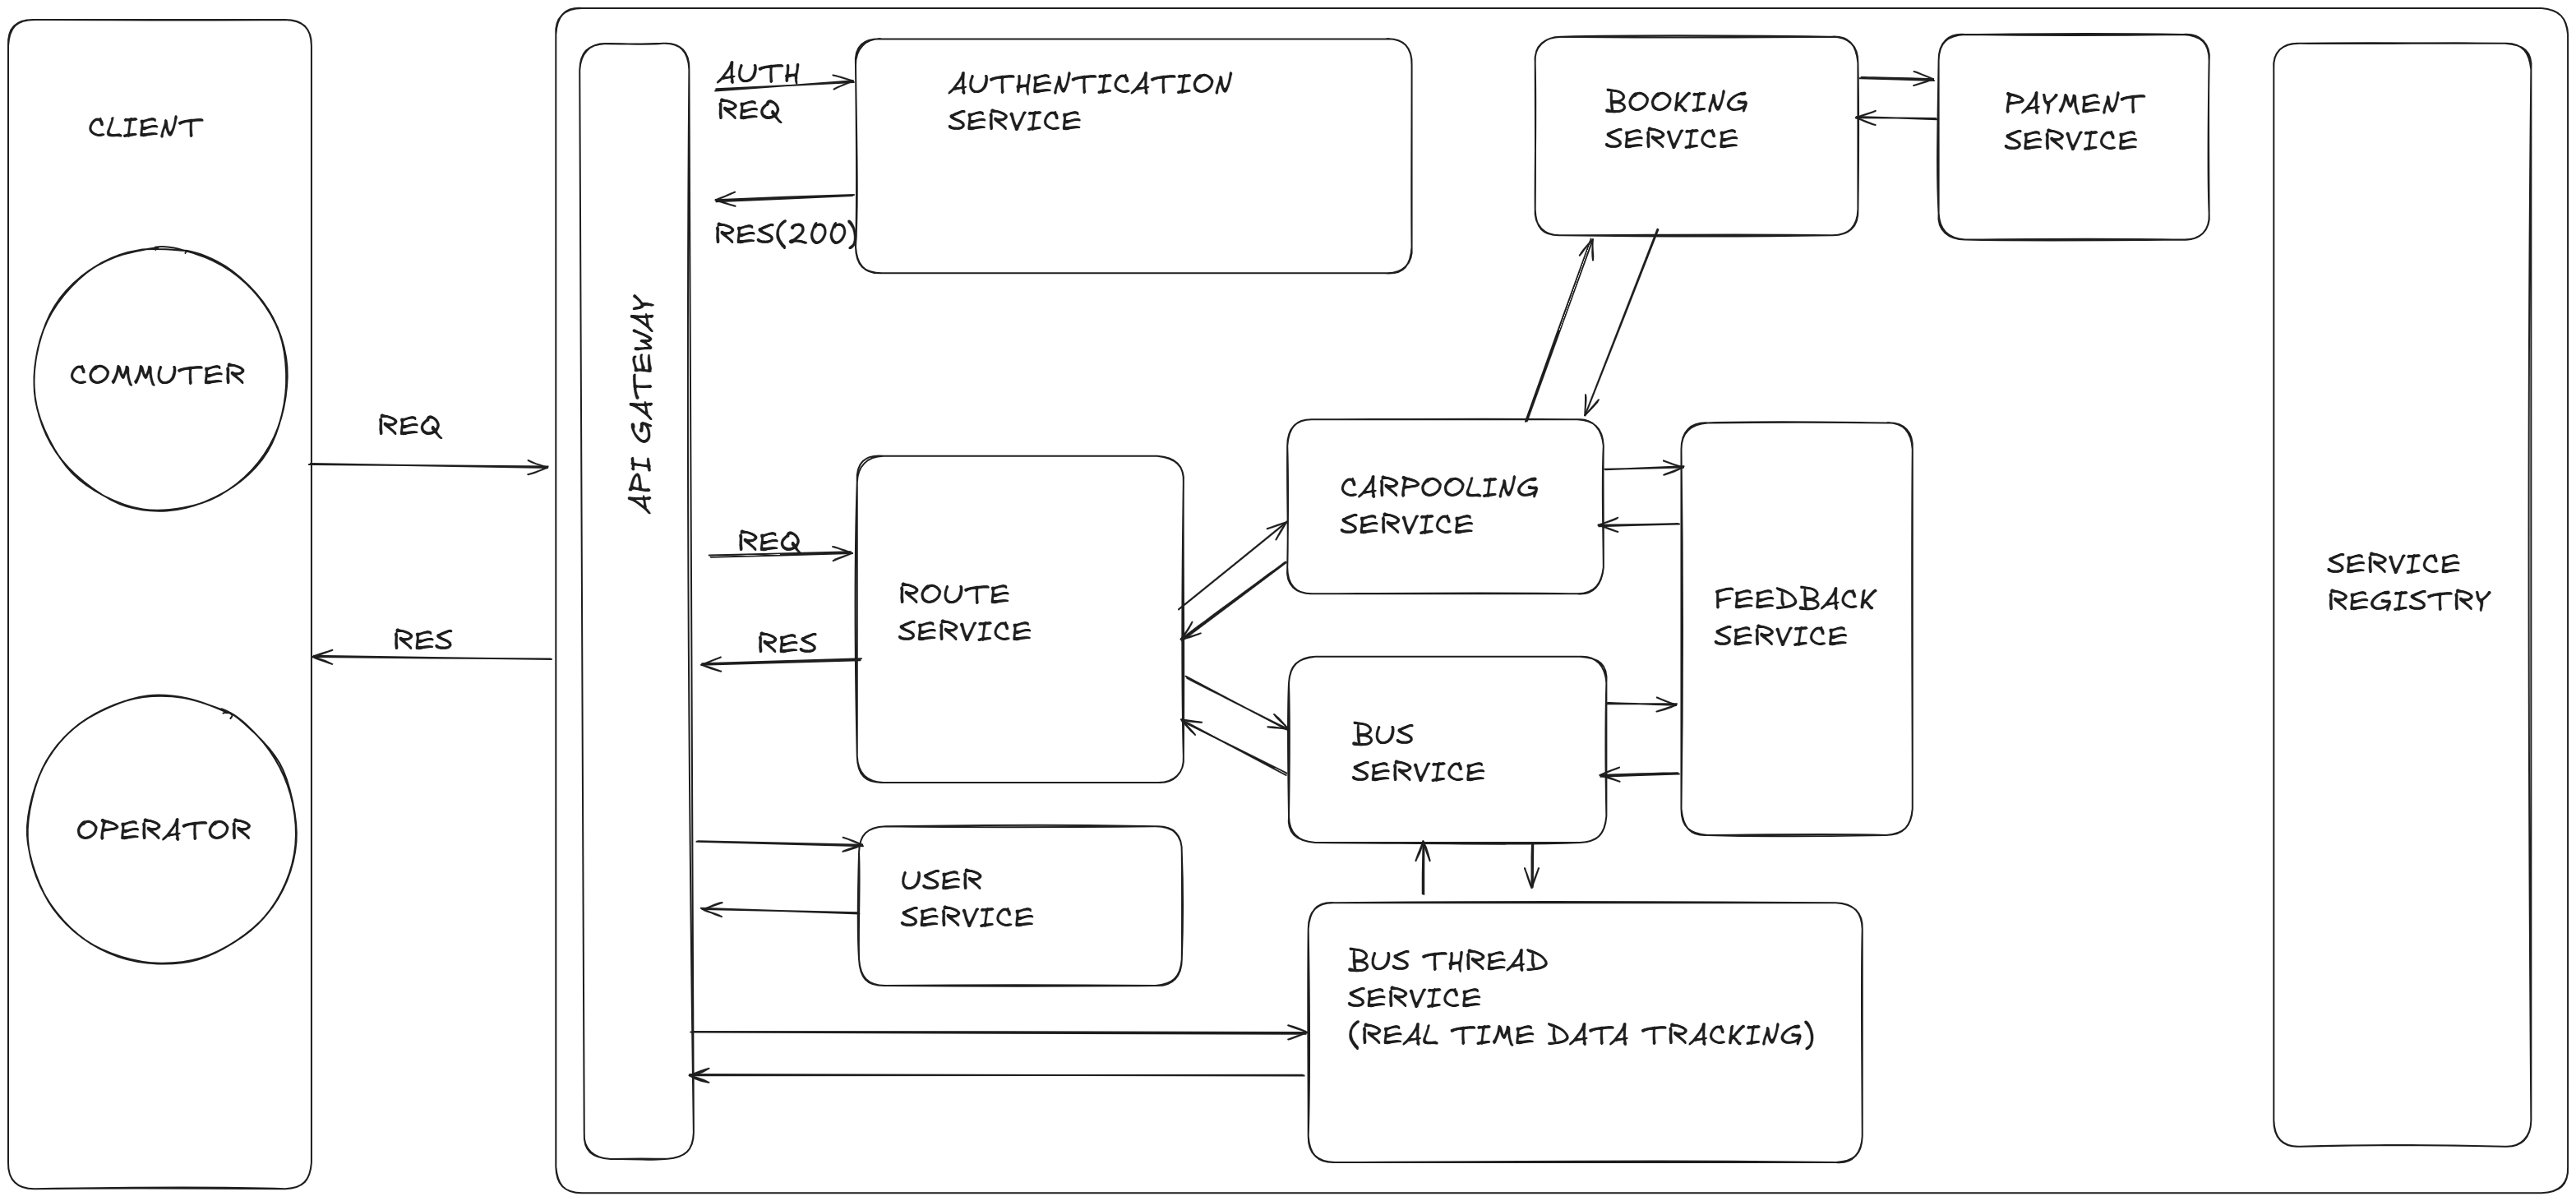 CLIENT
COMMUTER
OPERATOR
REQ
RES
API GATEWAY
AUTH
REQ
RES(200)
AUTHENTICATION
SERVICE
BOOKING
SERVICE
PAYMENT
SERVICE
REQ
RES
ROUTE
SERVICE
CARPOOLING
SERVICE
FEEDBACK
SERVICE
BUS
SERVICE
USER
SERVICE
BUS THREAD
SERVICE
(REAL TIME DATA TRACKING)
SERVICE
REGISTRY